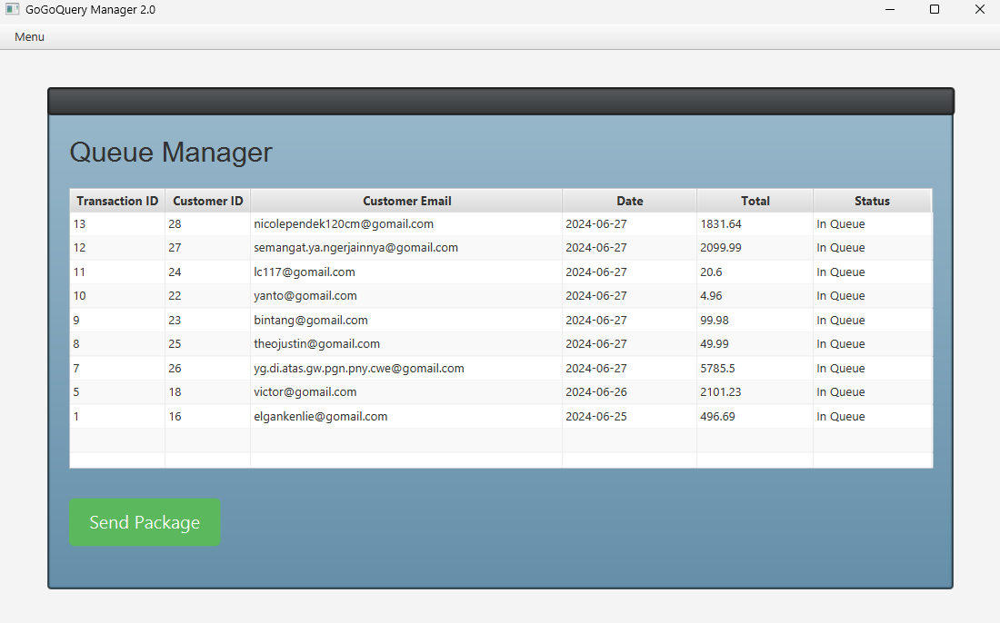 GoGoQuery Manager 2.0
Menu
Queue Manager
Transaction ID Customer ID Customer Email Date Total Status
13 28 nicolependek120cm@gomail.com 2024-06-27 1831.64 In Queue
12 27 semangat.ya.ngerjainnya@gomail.com 2024-06-27 2099.99 In Queue
11 24 lc117@gomail.com 2024-06-27 20.6 In Queue
10 22 yanto@gomail.com 2024-06-27 4.96 In Queue
9 23 bintang@gomail.com 2024-06-27 99.98 In Queue
8 25 theojustin@gomail.com 2024-06-27 49.99 In Queue
7 26 yg.di.atas.gw.pgn.pny.cwe@gomail.com 2024-06-27 5785.5 In Queue
5 18 victor@gomail.com 2024-06-26 2101.23 In Queue
1 16 elgankenlie@gomail.com 2024-06-25 496.69 In Queue
Send Package